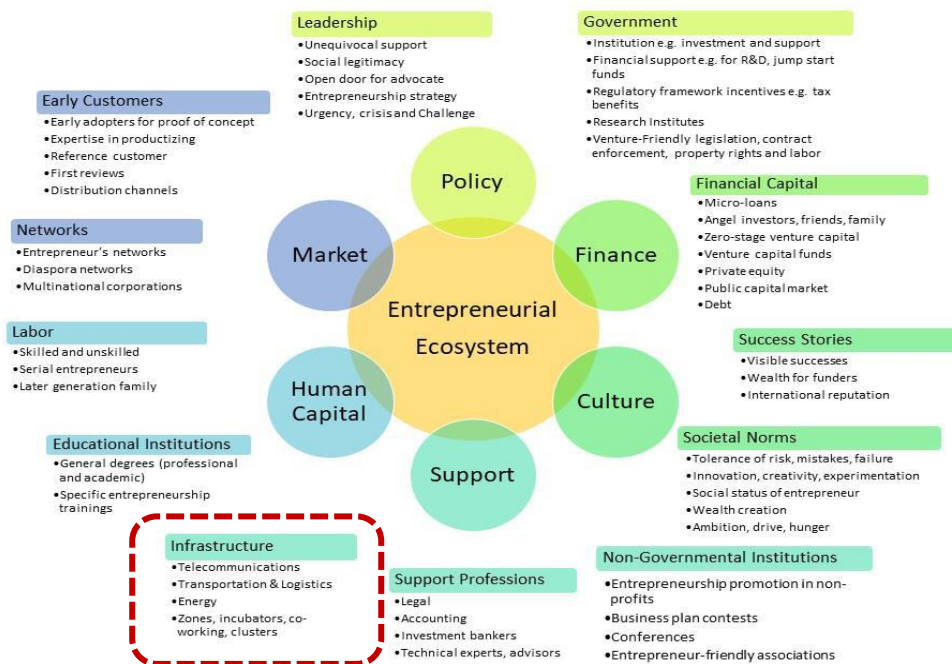 Leadership
•Unequivocal support
•Social legitimacy
•Open door for advocate
•Entrepreneurship strategy
•Urgency, crisis and Challenge
Government
•Institution e.g. investment and support
•Financial support e.g. for R&D, jump start
funds
•Regulatory framework incentives e.g. tax
benefits
•Research Institutes
•Venture-Friendly legislation, contract
enforcement, property rights and labor
Early Customers
•Early adopters for proof of concept
•Expertise in productizing
•Reference customer
•First reviews
•Distribution channels
Networks
•Entrepreneur's networks
•Diaspora networks
•Multinational corporations
Labor
•Skilled and unskilled
•Serial entrepreneurs
•Later generation family
Educational Institutions
•General degrees (professional
and academic)
•Specific entrepreneurship
trainings
Policy
Market
Finance
Entrepreneurial
Ecosystem
Human
Capital
Culture
Support
Financial Capital
•Micro-loans
•Angel investors, friends, family
•Zero-stage venture capital
•Venture capital funds
•Private equity
•Public capital market
•Debt
Success Stories
•Visible successes
•Wealth for funders
•International reputation
Societal Norms
•Tolerance of risk, mistakes, failure
•Innovation, creativity, experimentation
•Social status of entrepreneur
•Wealth creation
•Ambition, drive, hunger
Infrastructure
•Telecommunications
•Transportation & Logistics
•Energy
•Zones, incubators, co-
working, clusters
Support Professions
•Legal
•Accounting
•Investment bankers
•Technical experts, advisors
Non-Governmental Institutions
•Entrepreneurship promotion in non-
profits
•Business plan contests
•Conferences
•Entrepreneur-friendly associations